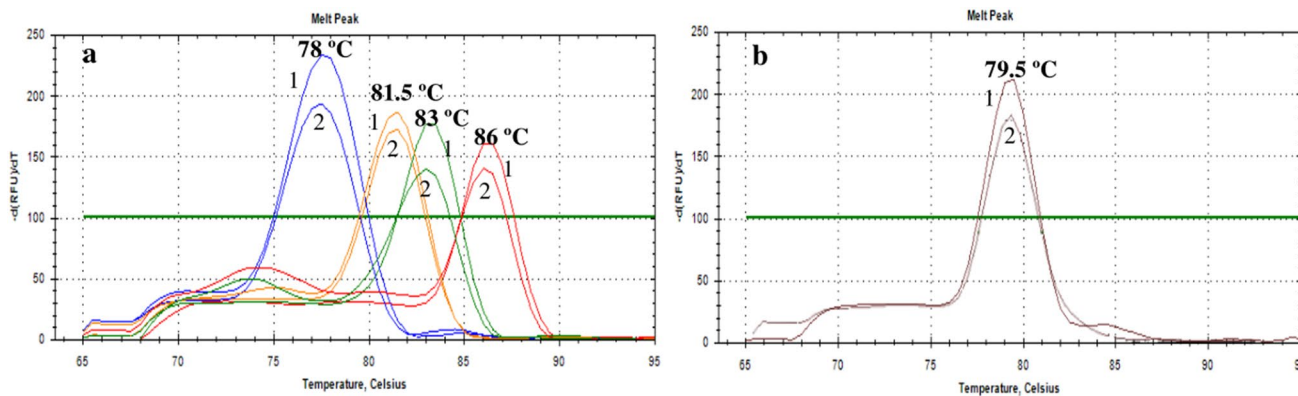 Melt Peak
a
250
200
150
100
50
0
-d(RFU)/dT
78 ºC
1
2
81.5 ºC
1
2
83 ºC
1
2
86 ºC
1
2
65 70 75 80 85 90 95
Temperature, Celsius
Melt Peak
b
250
200
150
100
50
0
-d(RFU)/dT
79.5 ºC
1
2
65 70 75 80 85 90 95
Temperature, Celsius